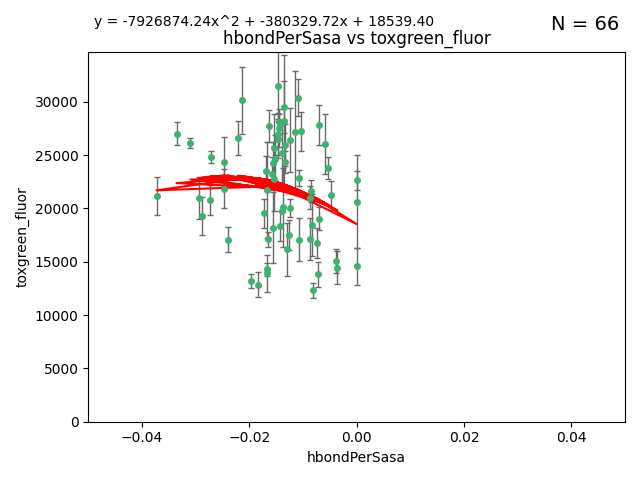 y = -7926874.24x^2 + -380329.72x + 18539.40
N = 66
hbondPerSasa vs toxgreen_fluor
toxgreen_fluor
30000
25000
20000
15000
10000
5000
0
−0.04
−0.02
0.00
0.02
0.04
hbondPerSasa